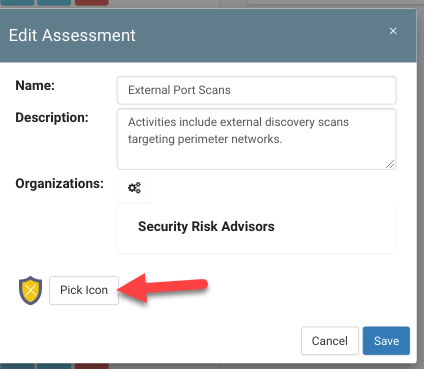 Edit Assessment
×
Name:
External Port Scans
Description:
Activities include external discovery scans
targeting perimeter networks.
Organizations:
Security Risk Advisors
Pick Icon
Cancel
Save